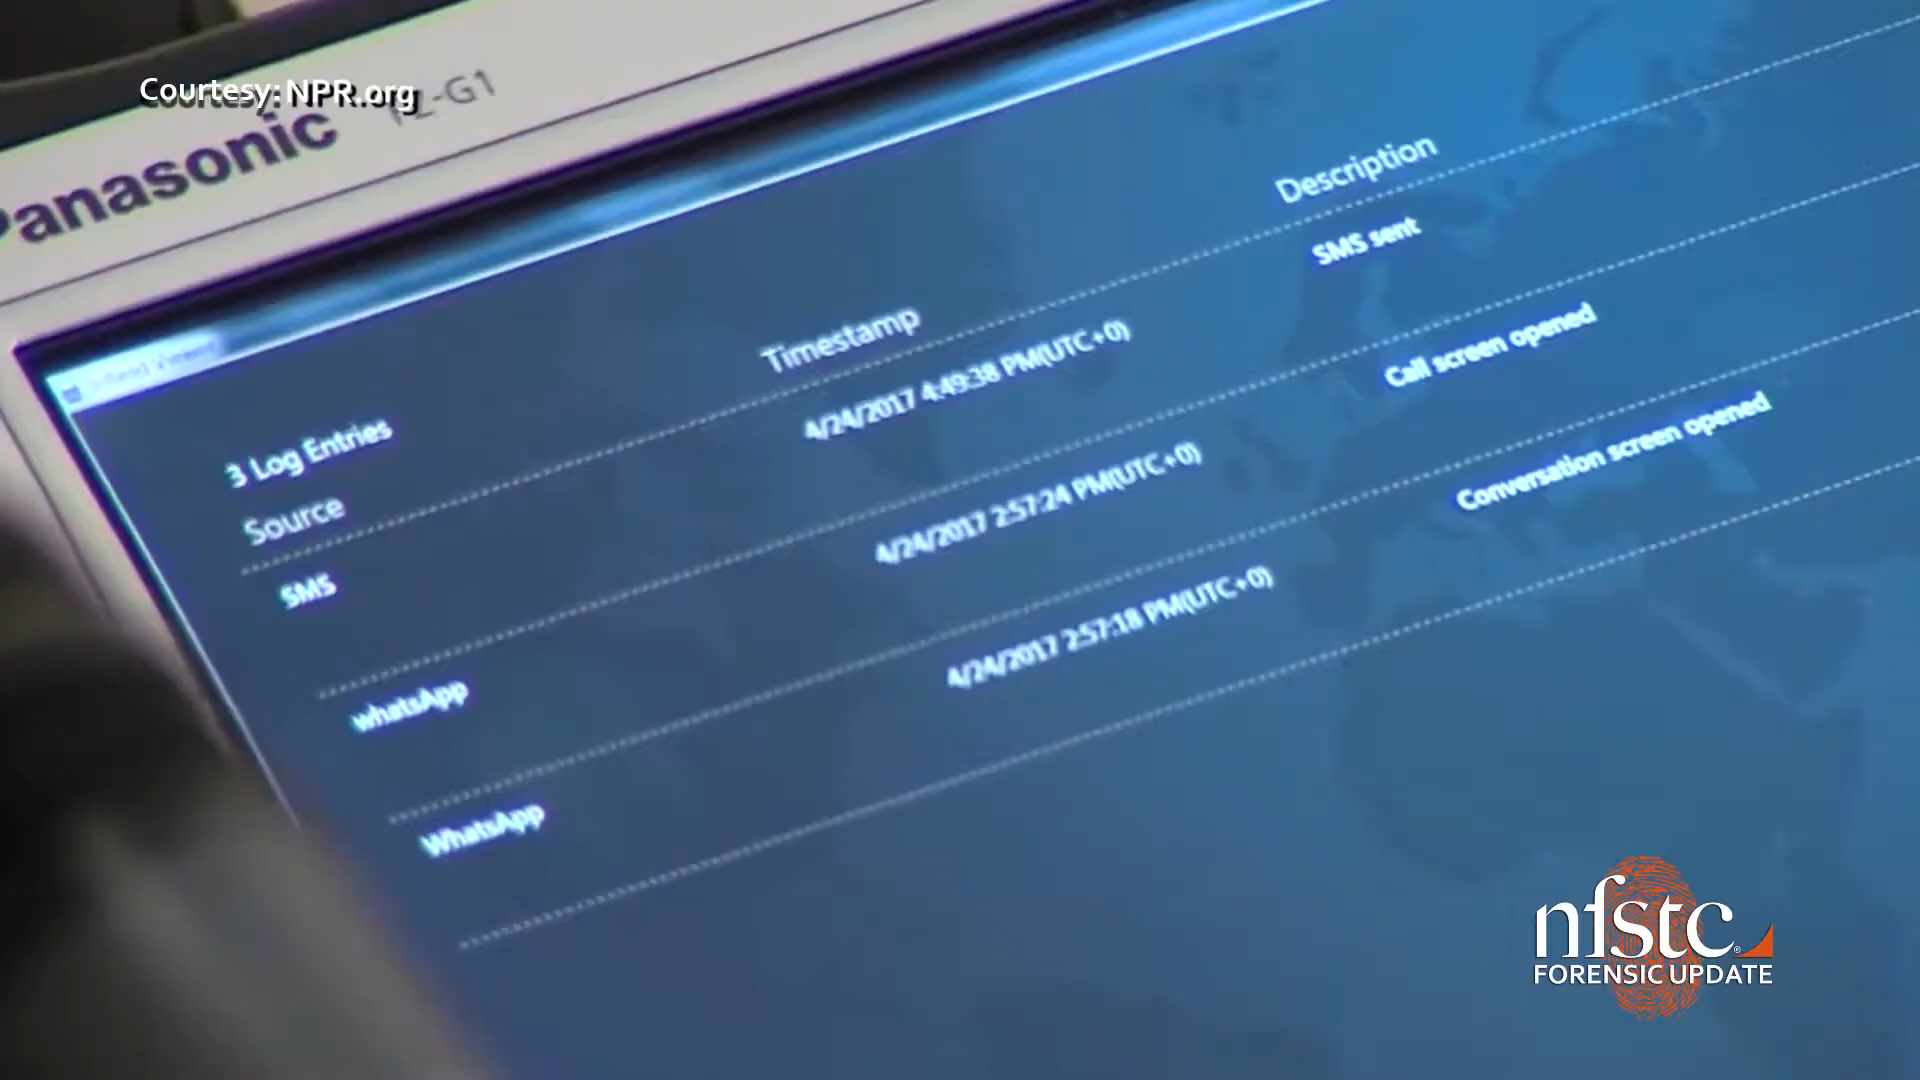 Courtesy: NPR.org
Panasonic FZ-G1
3 Log Entries
Source Timestamp Description
SMS 4/24/2017 4:49:38 PM(UTC+0) SMS sent
whatsApp 4/24/2017 2:57:24 PM(UTC+0) Call screen opened
WhatsApp 4/24/2017 2:57:18 PM(UTC+0) Conversation screen opened
nfstc
FORENSIC UPDATE